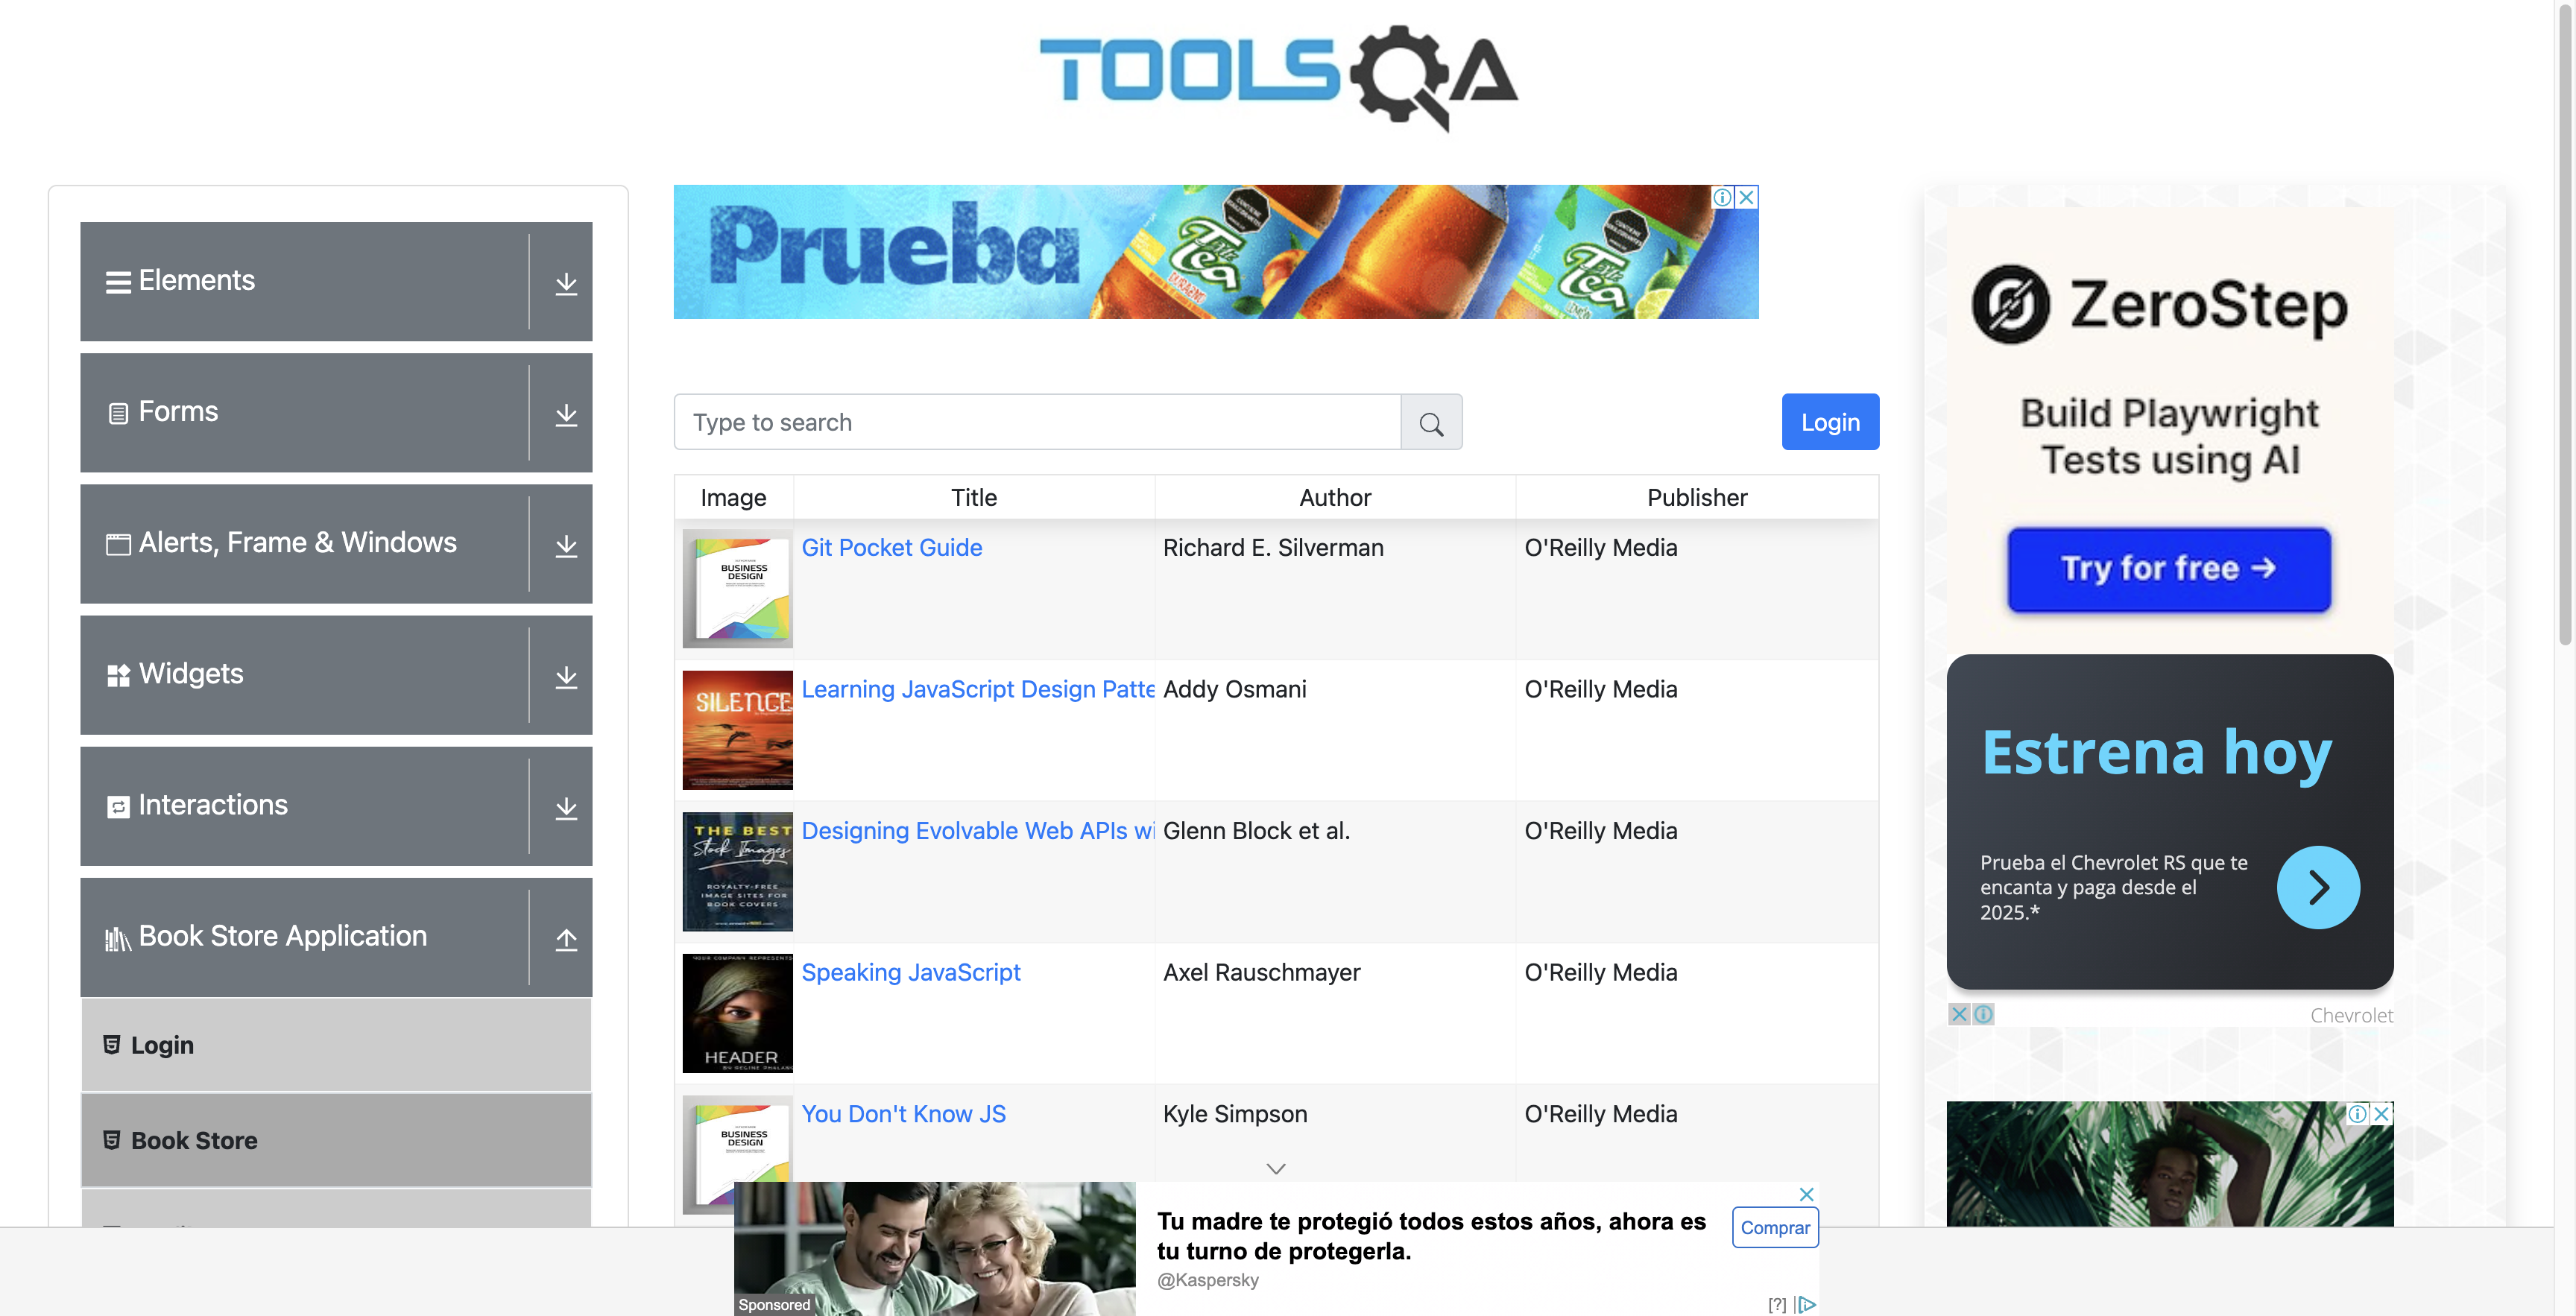 TOOLSQA
Elements
Forms
Alerts, Frame & Windows
Widgets
Interactions
Book Store Application
Login
Book Store
Prueba
Type to search
Login
Image Title Author Publisher
BUSINESS
DESIGN
Git Pocket Guide Richard E. Silverman O'Reilly Media
SILENCE
Learning JavaScript Design Patte Addy Osmani O'Reilly Media
THE BEST
Stock Images
ROYALTY-FREE
IMAGE SITES FOR
BOOK COVERS
Designing Evolvable Web APIs wi Glenn Block et al. O'Reilly Media
HEADER
Speaking JavaScript Axel Rauschmayer O'Reilly Media
BUSINESS
DESIGN
You Don't Know JS Kyle Simpson O'Reilly Media
Sponsored
Tu madre te protegió todos estos años, ahora es
tu turno de protegerla.
@Kaspersky
Comprar
[?]
ZeroStep
Build Playwright
Tests using AI
Try for free →
Estrena hoy
Prueba el Chevrolet RS que te
encanta y paga desde el
2025.*
Chevrolet